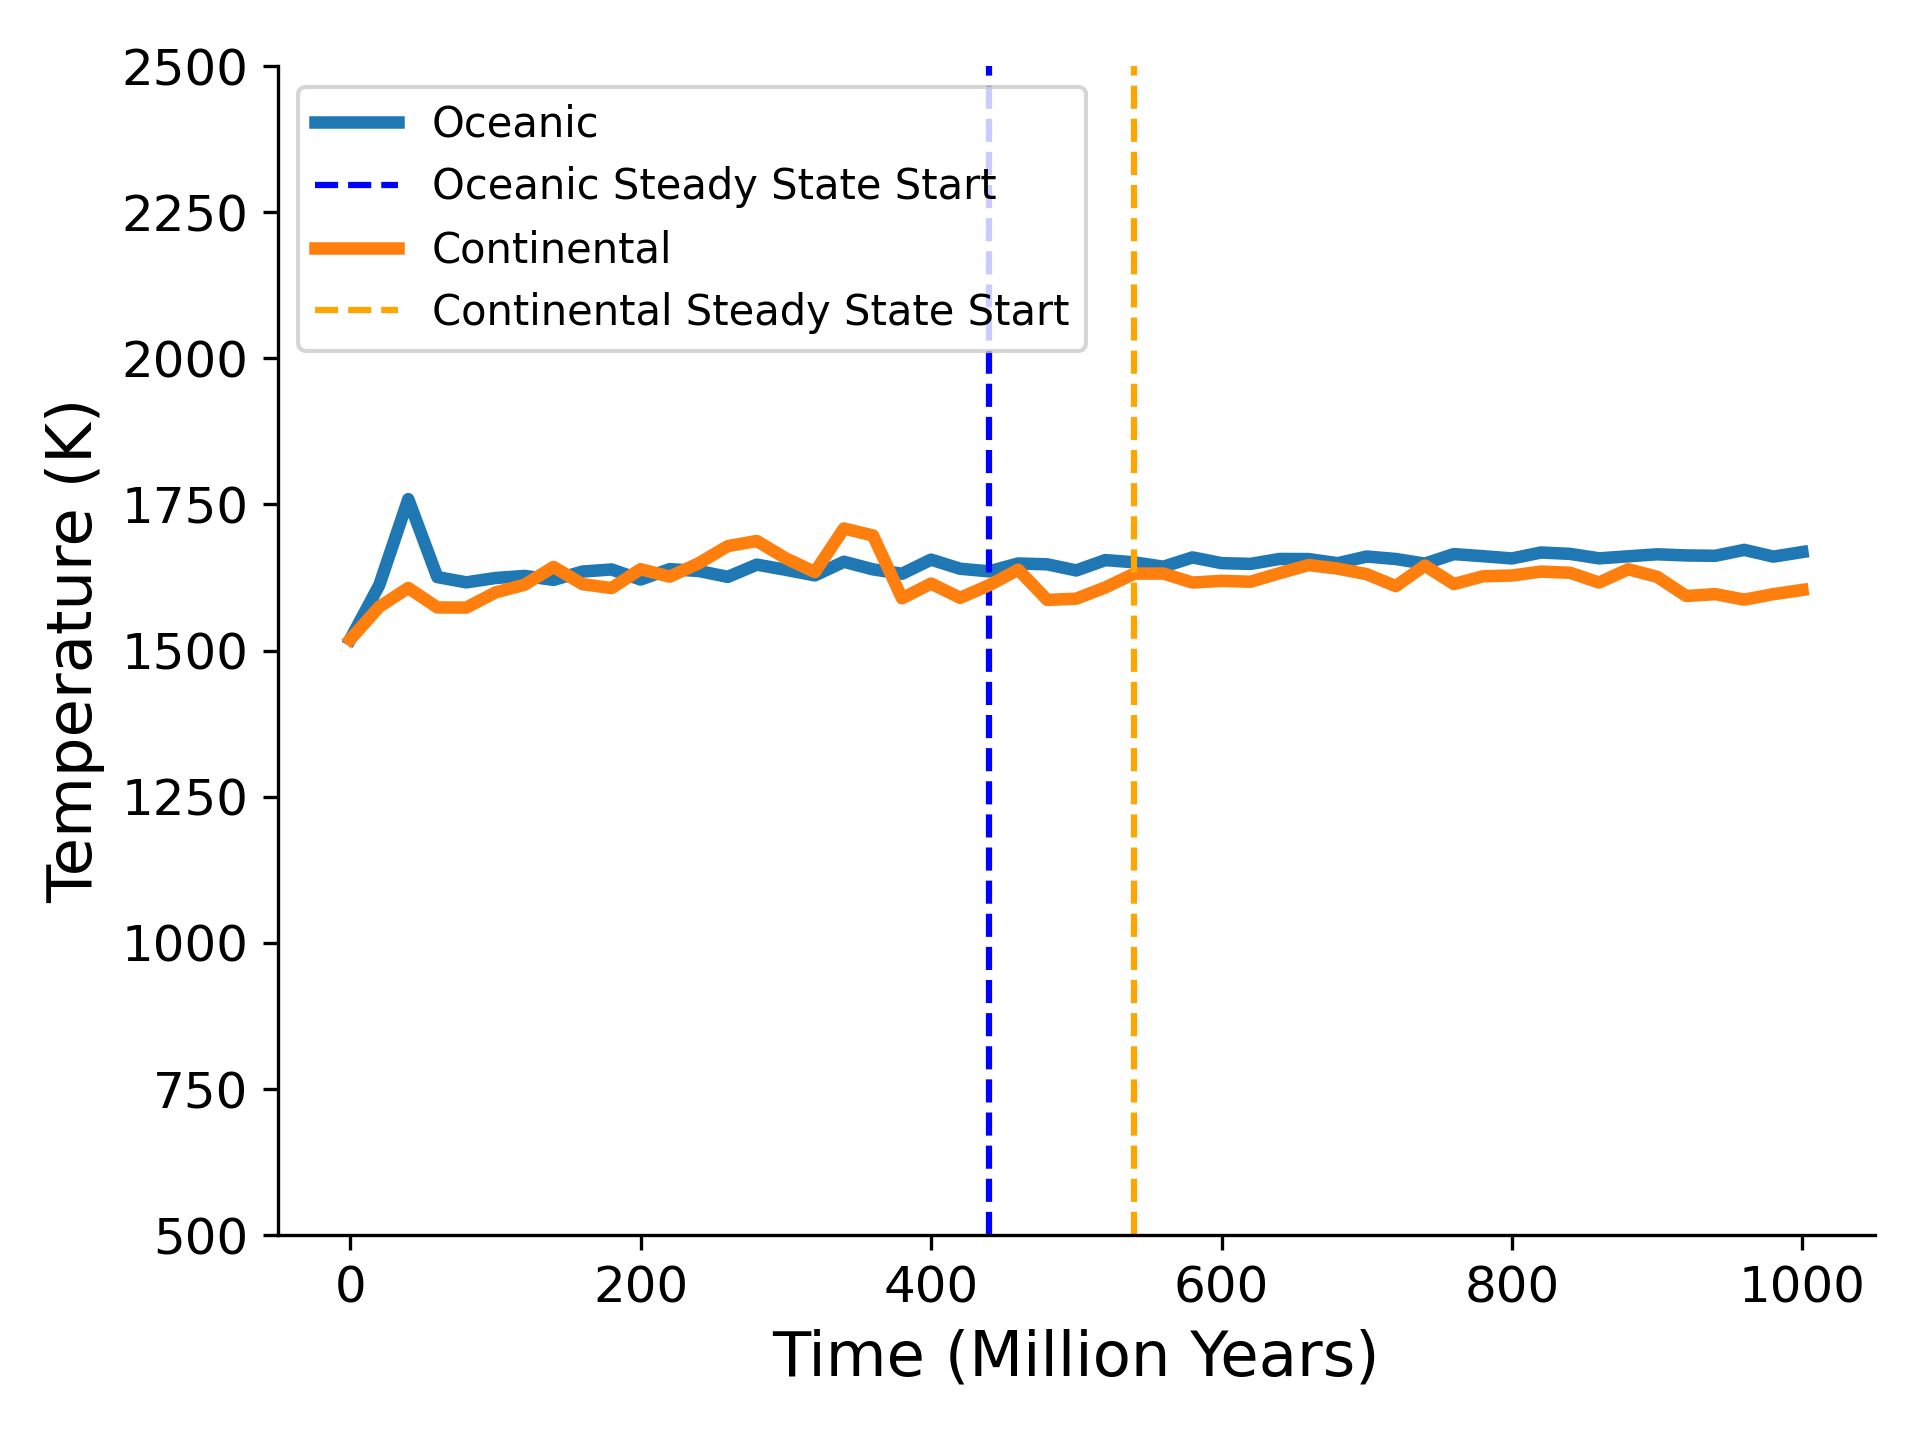 2500
2250
2000
1750
1500
1250
1000
750
500
Temperature (K)
Oceanic
Oceanic Steady State Start
Continental
Continental Steady State Start
0 200 400 600 800 1000
Time (Million Years)